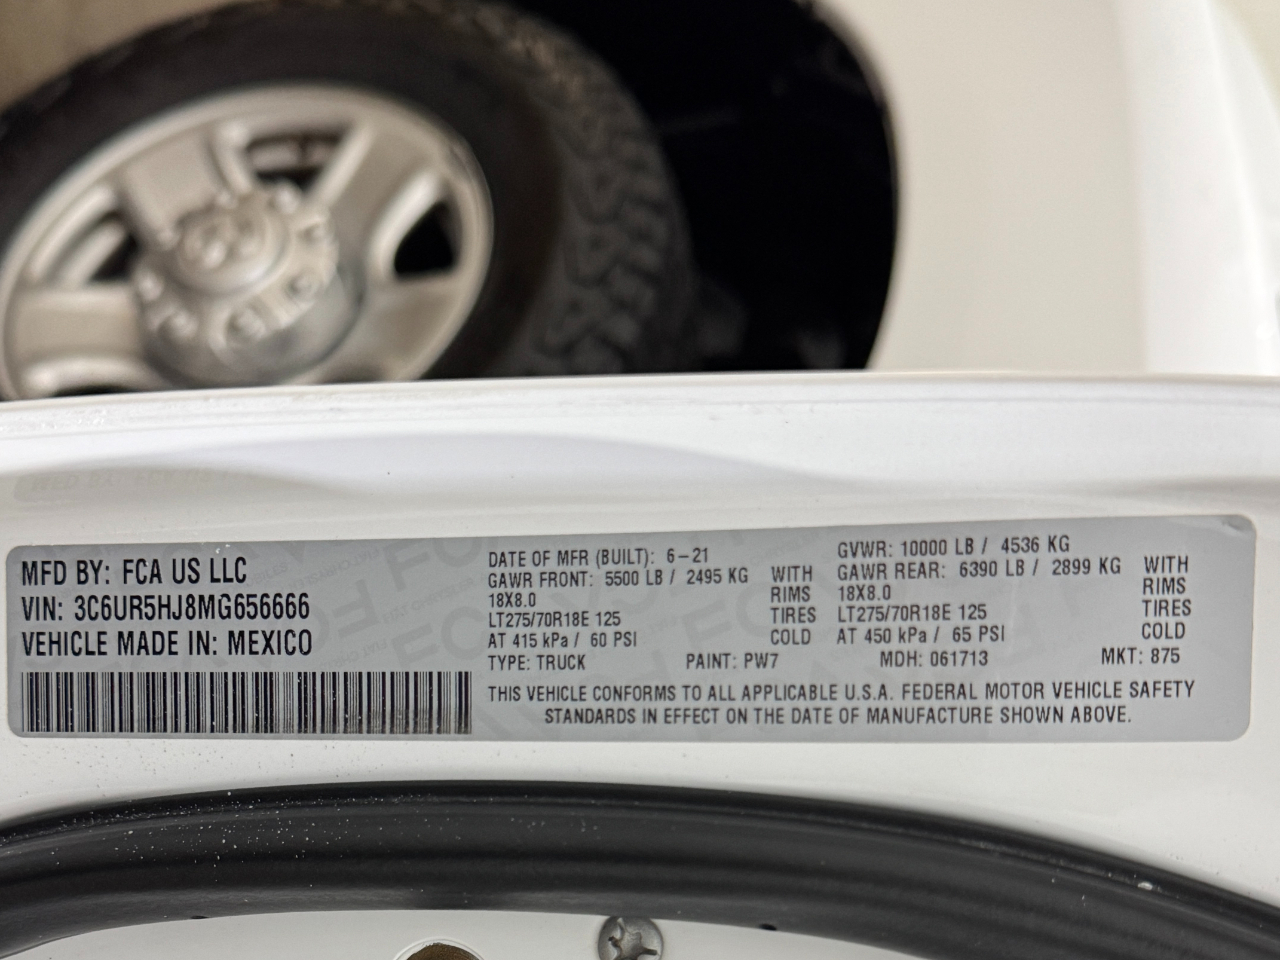 MFD BY: FCA US LLC
VIN: 3C6UR5HJ8MG656666
VEHICLE MADE IN: MEXICO
DATE OF MFR (BUILT): 6-21
GAWR FRONT: 5500 LB / 2495 KG WITH
18X8.0 RIMS
LT275/70R18E 125 TIRES
AT 415 kPa / 60 PSI COLD
GVWR: 10000 LB / 4536 KG
GAWR REAR: 6390 LB / 2899 KG WITH
18X8.0 RIMS
LT275/70R18E 125 TIRES
AT 450 kPa / 65 PSI COLD
TYPE: TRUCK PAINT: PW7 MDH: 061713 MKT: 875
THIS VEHICLE CONFORMS TO ALL APPLICABLE U.S.A. FEDERAL MOTOR VEHICLE SAFETY
STANDARDS IN EFFECT ON THE DATE OF MANUFACTURE SHOWN ABOVE.